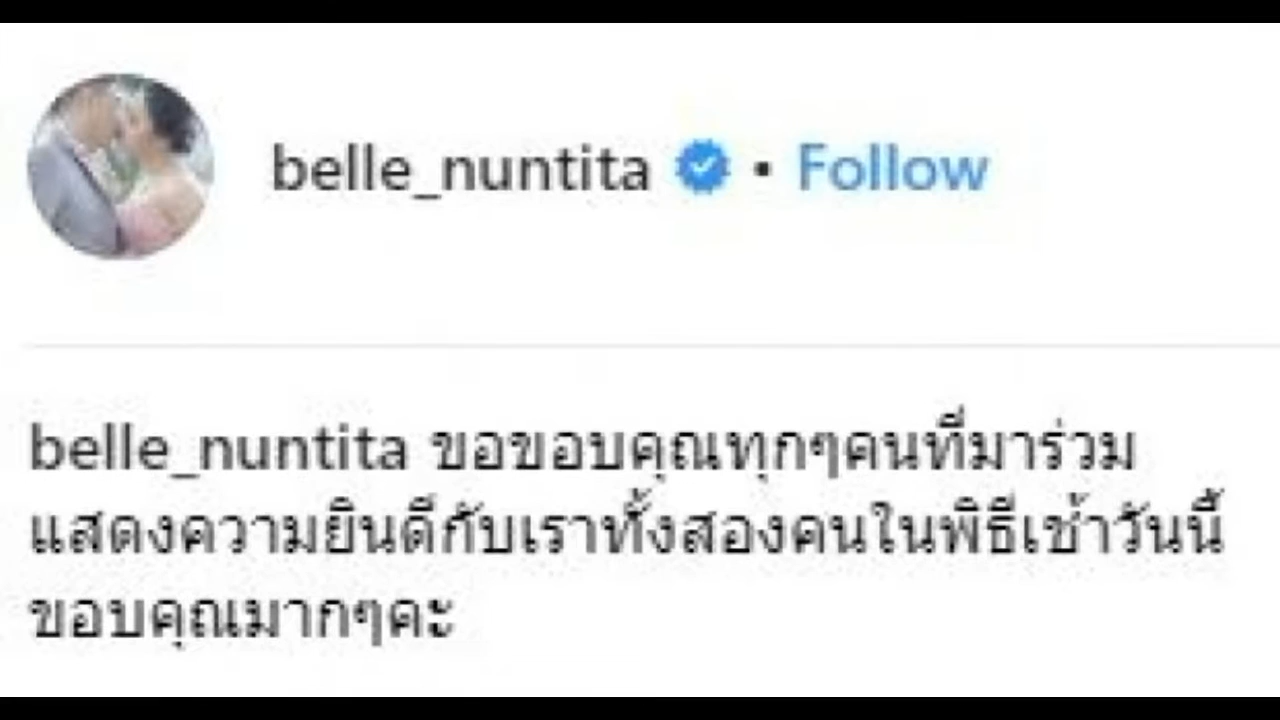 belle_nuntita • Follow
belle_nuntita ขอขอบคุณทุกๆคนที่มาร่วม
แสดงความยินดีกับเราทั้งสองคนในพิธีเช้าวันนี้
ขอบคุณมากๆคะ